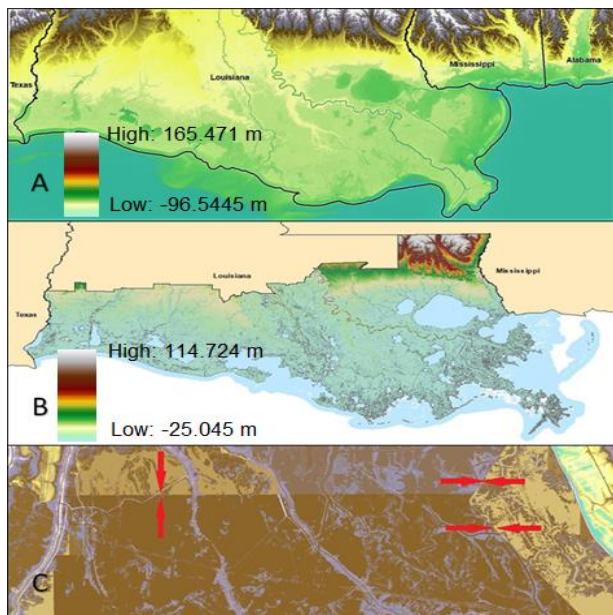 Texas
Louisiana
Mississippi
Alabama
High: 165.471 m
A
Low: -96.5445 m
Louisiana
Mississippi
Texas
High: 114.724 m
B
Low: -25.045 m
C